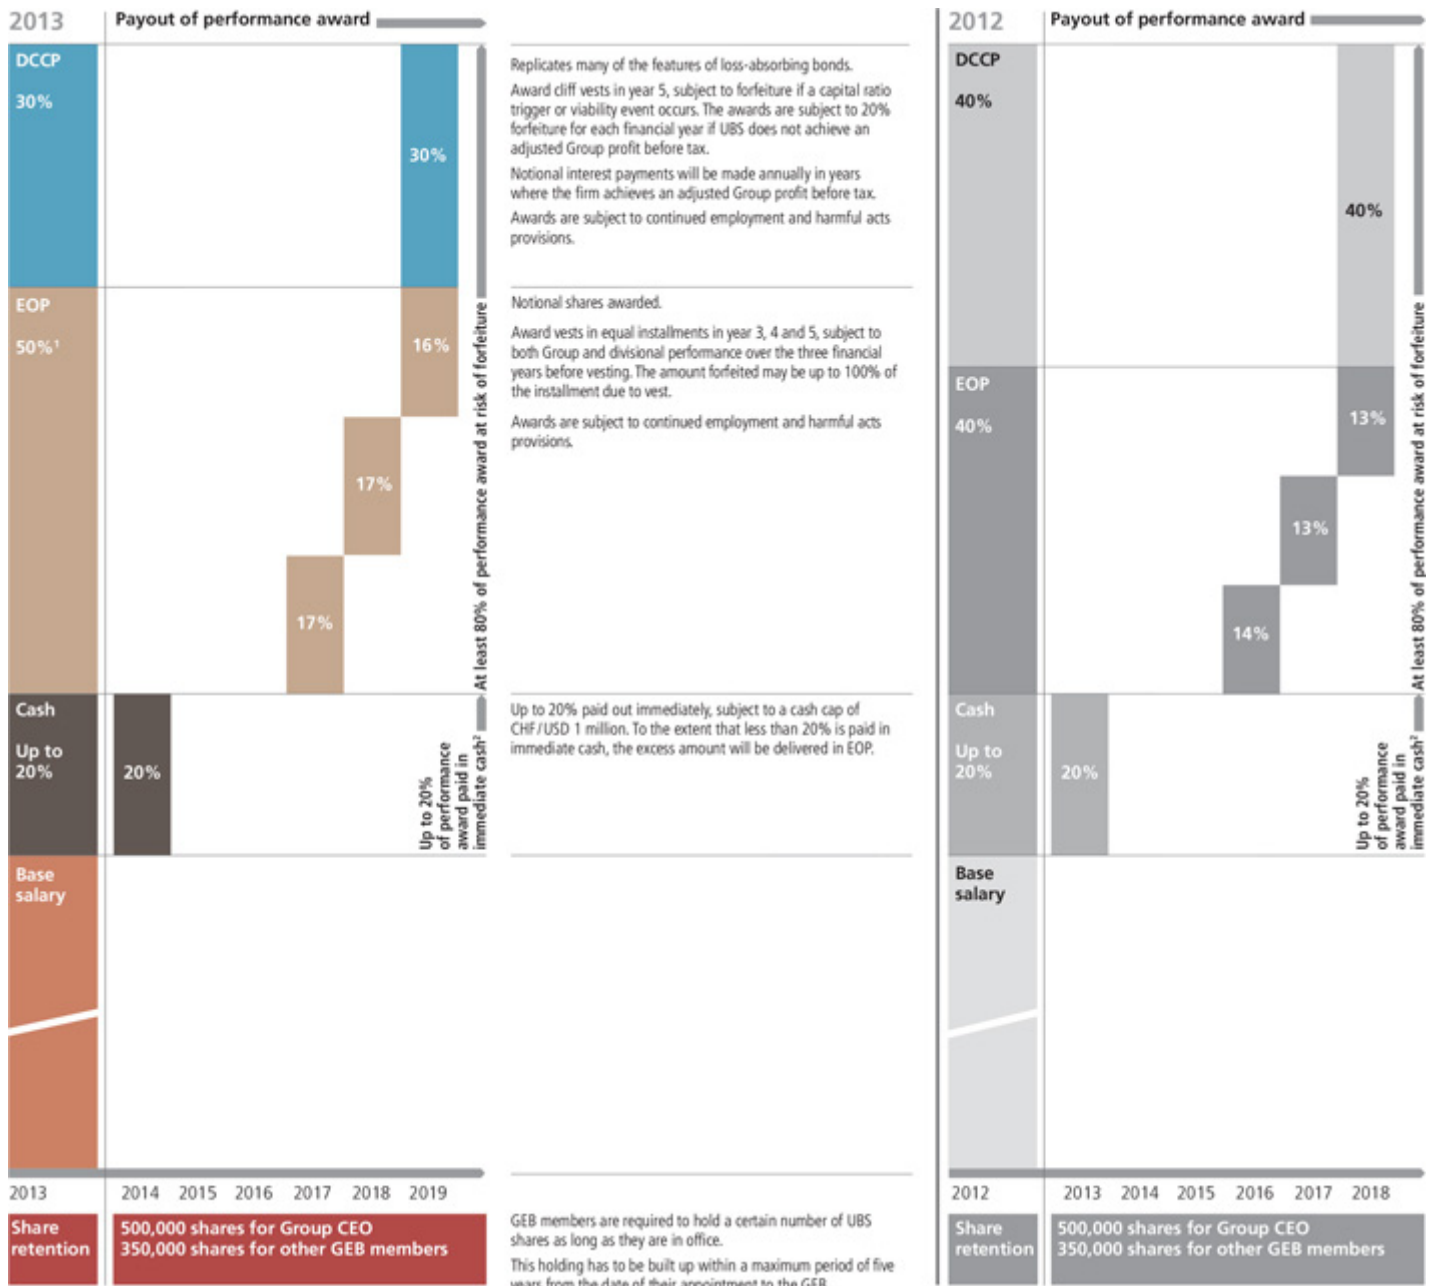 2013
Payout of performance award
DCCP
30%
30%
EOP
50%¹
16%
17%
17%
At least 80% of performance award at risk of forfeiture
Cash
Up to
20%
20%
Up to 20%
of performance
award paid in
immediate cash²
Base
salary
2013
2014 2015 2016 2017 2018 2019
Share
retention
500,000 shares for Group CEO
350,000 shares for other GEB members
Replicates many of the features of loss-absorbing bonds.
Award cliff vests in year 5, subject to forfeiture if a capital ratio
trigger or viability event occurs. The awards are subject to 20%
forfeiture for each financial year if UBS does not achieve an
adjusted Group profit before tax.
Notional interest payments will be made annually in years
where the firm achieves an adjusted Group profit before tax.
Awards are subject to continued employment and harmful acts
provisions.
Notional shares awarded.
Award vests in equal installments in year 3, 4 and 5, subject to
both Group and divisional performance over the three financial
years before vesting. The amount forfeited may be up to 100% of
the installment due to vest.
Awards are subject to continued employment and harmful acts
provisions.
Up to 20% paid out immediately, subject to a cash cap of
CHF/USD 1 million. To the extent that less than 20% is paid in
immediate cash, the excess amount will be delivered in EOP.
GEB members are required to hold a certain number of UBS
shares as long as they are in office.
This holding has to be built up within a maximum period of five
years from the date of their appointment to the GEB
2012
Payout of performance award
DCCP
40%
40%
EOP
40%
13%
13%
14%
At least 80% of performance award at risk of forfeiture
Cash
Up to
20%
20%
Up to 20%
of performance
award paid in
immediate cash²
Base
salary
2012
2013 2014 2015 2016 2017 2018
Share
retention
500,000 shares for Group CEO
350,000 shares for other GEB members